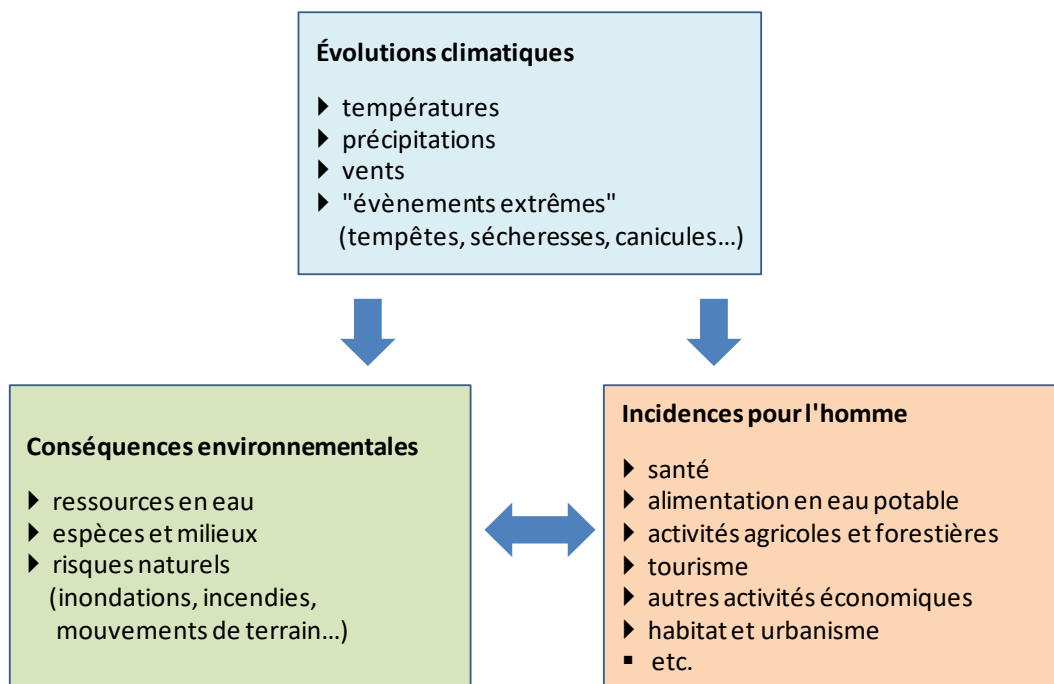 Évolutions climatiques
températures
précipitations
vents
"évènements extrêmes"
(tempêtes, sécheresses, canicules…)
Conséquences environnementales
ressources en eau
espèces et milieux
risques naturels
(inondations, incendies,
mouvements de terrain…)
Incidences pour l'homme
santé
alimentation en eau potable
activités agricoles et forestières
tourisme
autres activités économiques
habitat et urbanisme
etc.